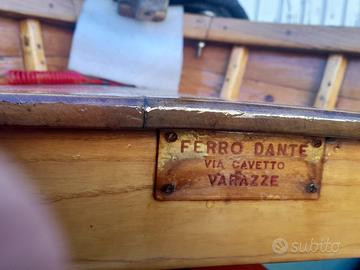 FERRO DANTE
VIA CAVETTO
VARAZZE
subito